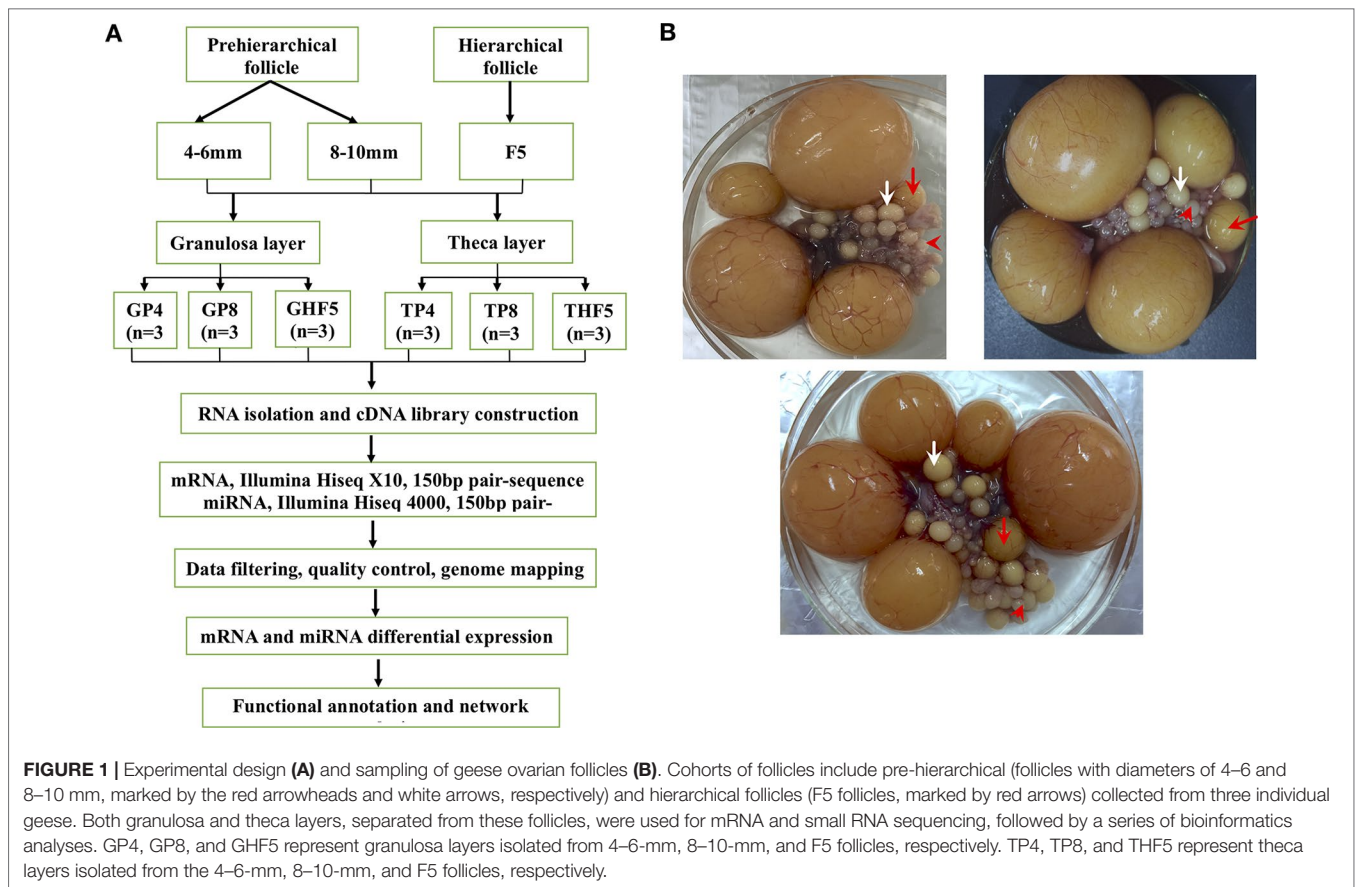 A
B
Prehierarchical
follicle
Hierarchical
follicle
4-6mm
8-10mm
F5
Granulosa layer
Theca layer
GP4
(n=3
GP8
(n=3
GHF5
(n=3)
TP4
(n=3)
TP8
(n=3
THF5
(n=3)
RNA isolation and cDNA library construction
mRNA, Illumina Hiseq X10, 150bp pair-sequence
miRNA, Illumina Hiseq 4000, 150bp pair-
Data filtering, quality control, genome mapping
mRNA and miRNA differential expression
Functional annotation and network
FIGURE 1 | Experimental design (A) and sampling of geese ovarian follicles (B). Cohorts of follicles include pre-hierarchical (follicles with diameters of 4–6 and
8–10 mm, marked by the red arrowheads and white arrows, respectively) and hierarchical follicles (F5 follicles, marked by red arrows) collected from three individual
geese. Both granulosa and theca layers, separated from these follicles, were used for mRNA and small RNA sequencing, followed by a series of bioinformatics
analyses. GP4, GP8, and GHF5 represent granulosa layers isolated from 4–6-mm, 8–10-mm, and F5 follicles, respectively. TP4, TP8, and THF5 represent theca
layers isolated from the 4–6-mm, 8–10-mm, and F5 follicles, respectively.